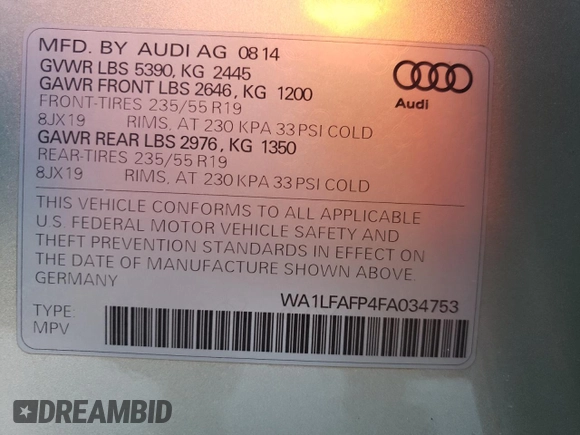 MFD. BY AUDI AG 0814
GVWR LBS 5390, KG 2445
GAWR FRONT LBS 2646, KG 1200
FRONT-TIRES 235/55 R19
8JX19 RIMS, AT 230 KPA 33 PSI COLD
GAWR REAR LBS 2976, KG 1350
REAR-TIRES 235/55 R19
8JX19 RIMS, AT 230 KPA 33 PSI COLD
Audi
THIS VEHICLE CONFORMS TO ALL APPLICABLE
U.S. FEDERAL MOTOR VEHICLE SAFETY AND
THEFT PREVENTION STANDARDS IN EFFECT ON
THE DATE OF MANUFACTURE SHOWN ABOVE.
GERMANY
WA1LFAFP4FA034753
TYPE:
MPV
DREAMBID